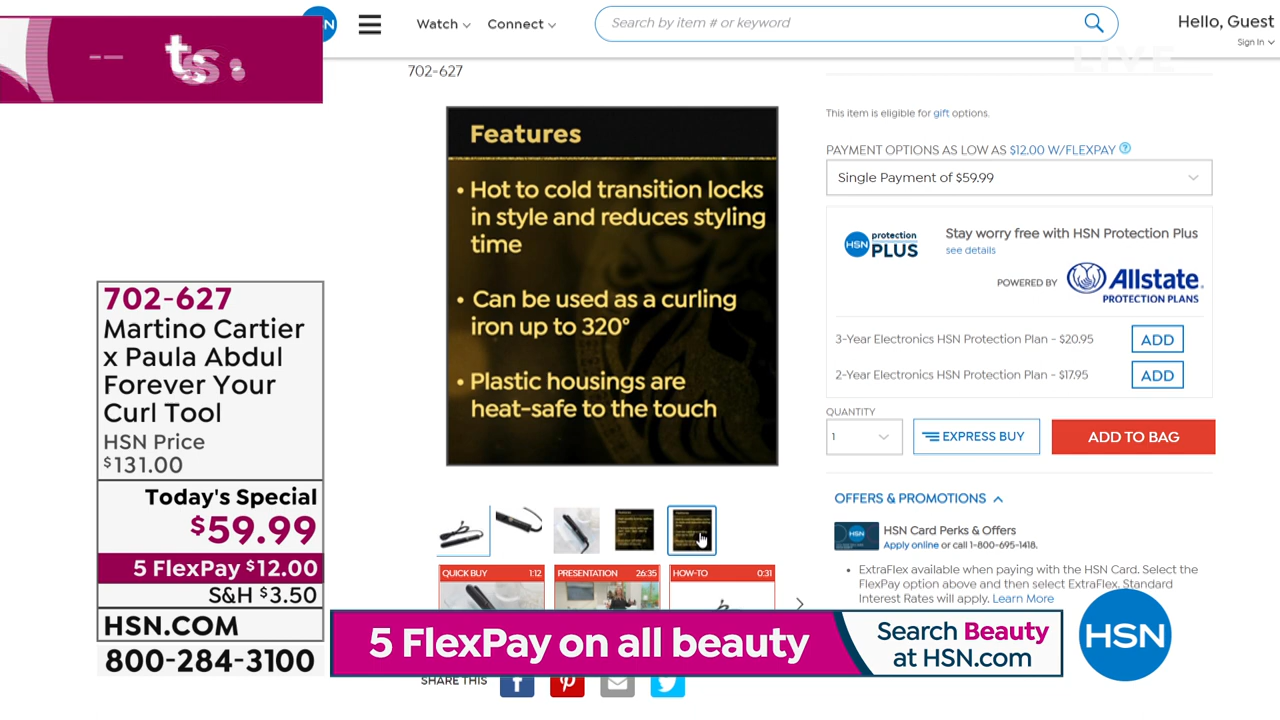 ts
N
Watch
Connect
Search by item # or keyword
Hello, Guest
Sign In
LIVE
702-627
This item is eligible for gift options.
PAYMENT OPTIONS AS LOW AS $12.00 W/FLEXPAY ?
Single Payment of $59.99
Features
• Hot to cold transition locks
in style and reduces styling
time
• Can be used as a curling
iron up to 320°
• Plastic housings are
heat-safe to the touch
HSN protection
PLUS
Stay worry free with HSN Protection Plus
see details
POWERED BY
Allstate.
PROTECTION PLANS
3-Year Electronics HSN Protection Plan - $20.95
ADD
2-Year Electronics HSN Protection Plan - $17.95
ADD
QUANTITY
1
EXPRESS BUY
ADD TO BAG
OFFERS & PROMOTIONS
HSN
HSN Card Perks & Offers
Apply online or call 1-800-695-1418.
• ExtraFlex available when paying with the HSN Card. Select the
FlexPay option above and then select ExtraFlex. Standard
Interest Rates will apply. Learn More
QUICK BUY 1:12
PRESENTATION 26:35
HOW-TO 0:31
SHARE THIS
702-627
Martino Cartier
x Paula Abdul
Forever Your
Curl Tool
HSN Price
$131.00
Today's Special
$59.99
5 FlexPay $12.00
S&H $3.50
HSN.COM
800-284-3100
5 FlexPay on all beauty
Search Beauty
at HSN.com
HSN